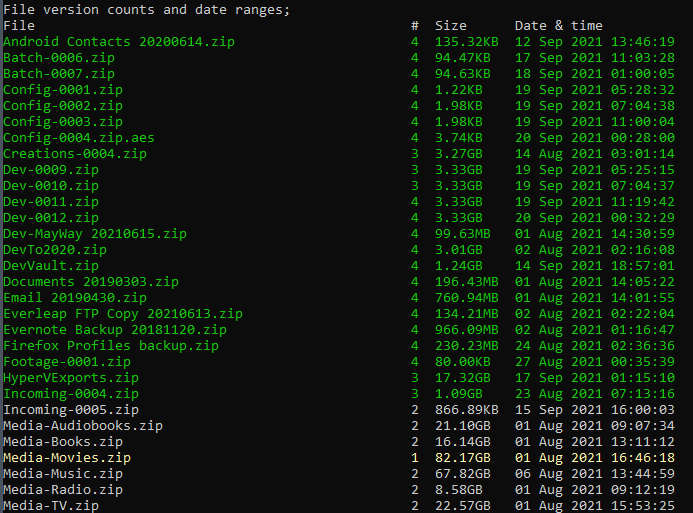 File version counts and date ranges;
File # Size Date & time
Android Contacts 20200614.zip 4 135.32KB 12 Sep 2021 13:46:19
Batch-0006.zip 4 94.47KB 17 Sep 2021 11:03:28
Batch-0007.zip 4 94.63KB 18 Sep 2021 01:00:05
Config-0001.zip 4 1.22KB 19 Sep 2021 05:28:32
Config-0002.zip 4 1.98KB 19 Sep 2021 07:04:38
Config-0003.zip 4 1.98KB 19 Sep 2021 11:00:04
Config-0004.zip.aes 4 3.74KB 20 Sep 2021 00:28:00
Creations-0004.zip 3 3.27GB 14 Aug 2021 03:01:14
Dev-0009.zip 3 3.33GB 19 Sep 2021 05:25:15
Dev-0010.zip 3 3.33GB 19 Sep 2021 07:04:37
Dev-0011.zip 4 3.33GB 19 Sep 2021 11:19:42
Dev-0012.zip 4 3.33GB 20 Sep 2021 00:32:29
Dev-MayWay 20210615.zip 4 99.63MB 01 Aug 2021 14:30:59
DevTo2020.zip 4 3.01GB 02 Aug 2021 02:16:08
DevVault.zip 4 1.24GB 14 Sep 2021 18:57:01
Documents 20190303.zip 4 196.43MB 01 Aug 2021 14:05:22
Email 20190430.zip 4 760.94MB 01 Aug 2021 14:01:55
Everleap FTP Copy 20210613.zip 4 134.21MB 02 Aug 2021 02:22:04
Evernote Backup 20181120.zip 4 966.09MB 02 Aug 2021 01:16:47
Firefox Profiles backup.zip 4 230.23MB 24 Aug 2021 02:36:36
Footage-0001.zip 4 80.00KB 27 Aug 2021 00:35:39
HyperVExports.zip 3 17.32GB 17 Sep 2021 01:15:10
Incoming-0004.zip 3 1.09GB 23 Aug 2021 07:13:16
Incoming-0005.zip 2 866.89KB 15 Sep 2021 16:00:03
Media-Audiobooks.zip 2 21.10GB 01 Aug 2021 09:07:34
Media-Books.zip 2 16.14GB 01 Aug 2021 13:11:12
Media-Movies.zip 1 82.17GB 01 Aug 2021 16:46:18
Media-Music.zip 2 67.82GB 06 Aug 2021 13:44:59
Media-Radio.zip 2 8.58GB 01 Aug 2021 09:12:19
Media-TV.zip 2 22.57GB 01 Aug 2021 15:53:25